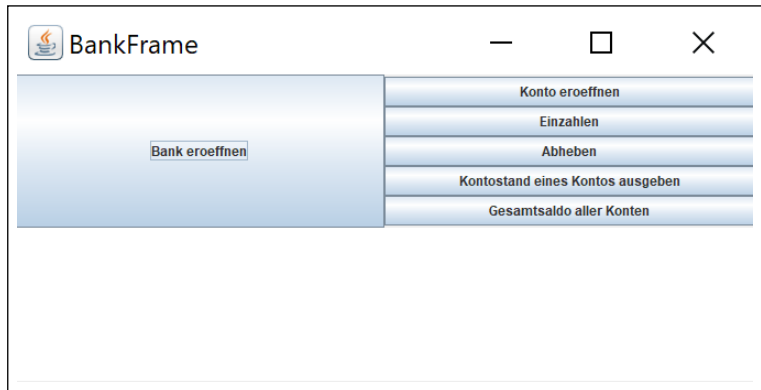 BankFrame
Bank eroeffnen
Konto eroeffnen
Einzahlen
Abheben
Kontostand eines Kontos ausgeben
Gesamtsaldo aller Konten